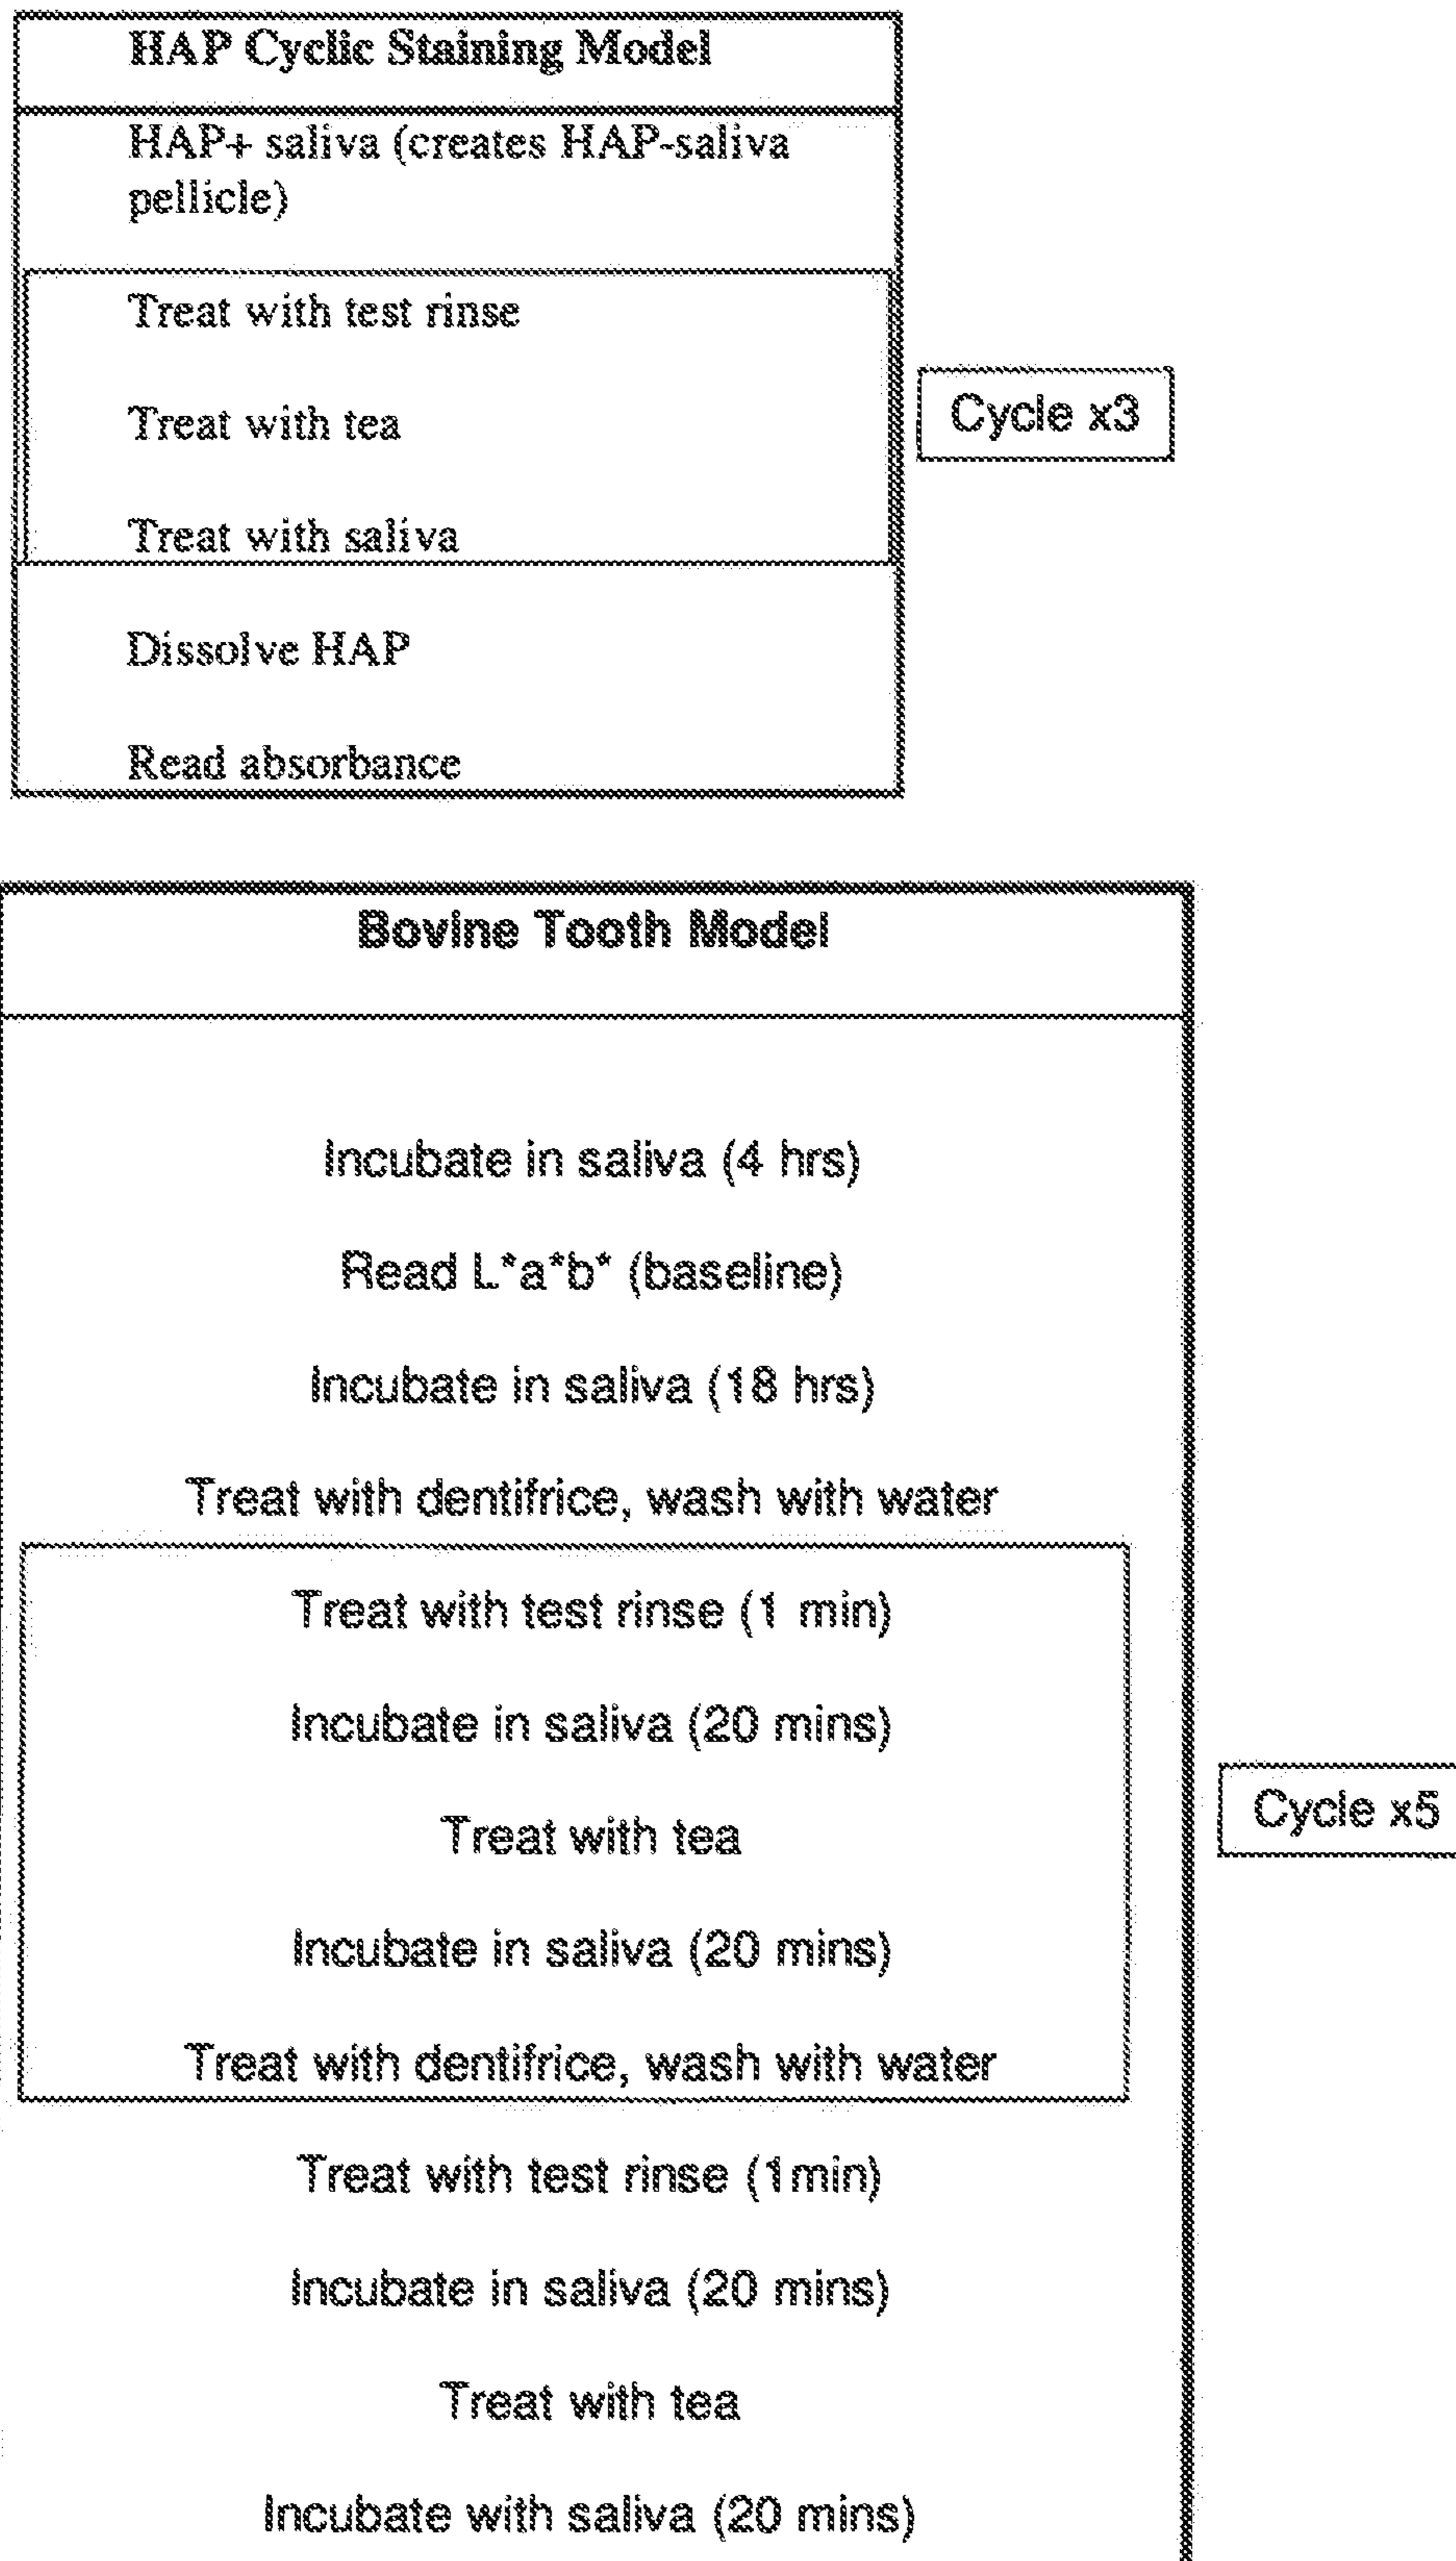 HAP Cyclic Staining Model
HAP+ saliva (creates HAP-saliva
pellicle)
Treat with test rinse
Treat with tea
Cycle x3
Treat with saliva
Dissolve HAP
Read absorbance
Bovine Tooth Model
Incubate in saliva (4 hrs)
Read L*a*b* (baseline)
Incubate in saliva (18 hrs)
Treat with dentifrice, wash with water
Treat with test rinse (1 min)
Incubate in saliva (20 mins)
Treat with tea
Cycle x5
Incubate in saliva (20 mins)
Treat with dentifrice, wash with water
Treat with test rinse (1min)
Incubate in saliva (20 mins)
Treat with tea
Incubate with saliva (20 mins)